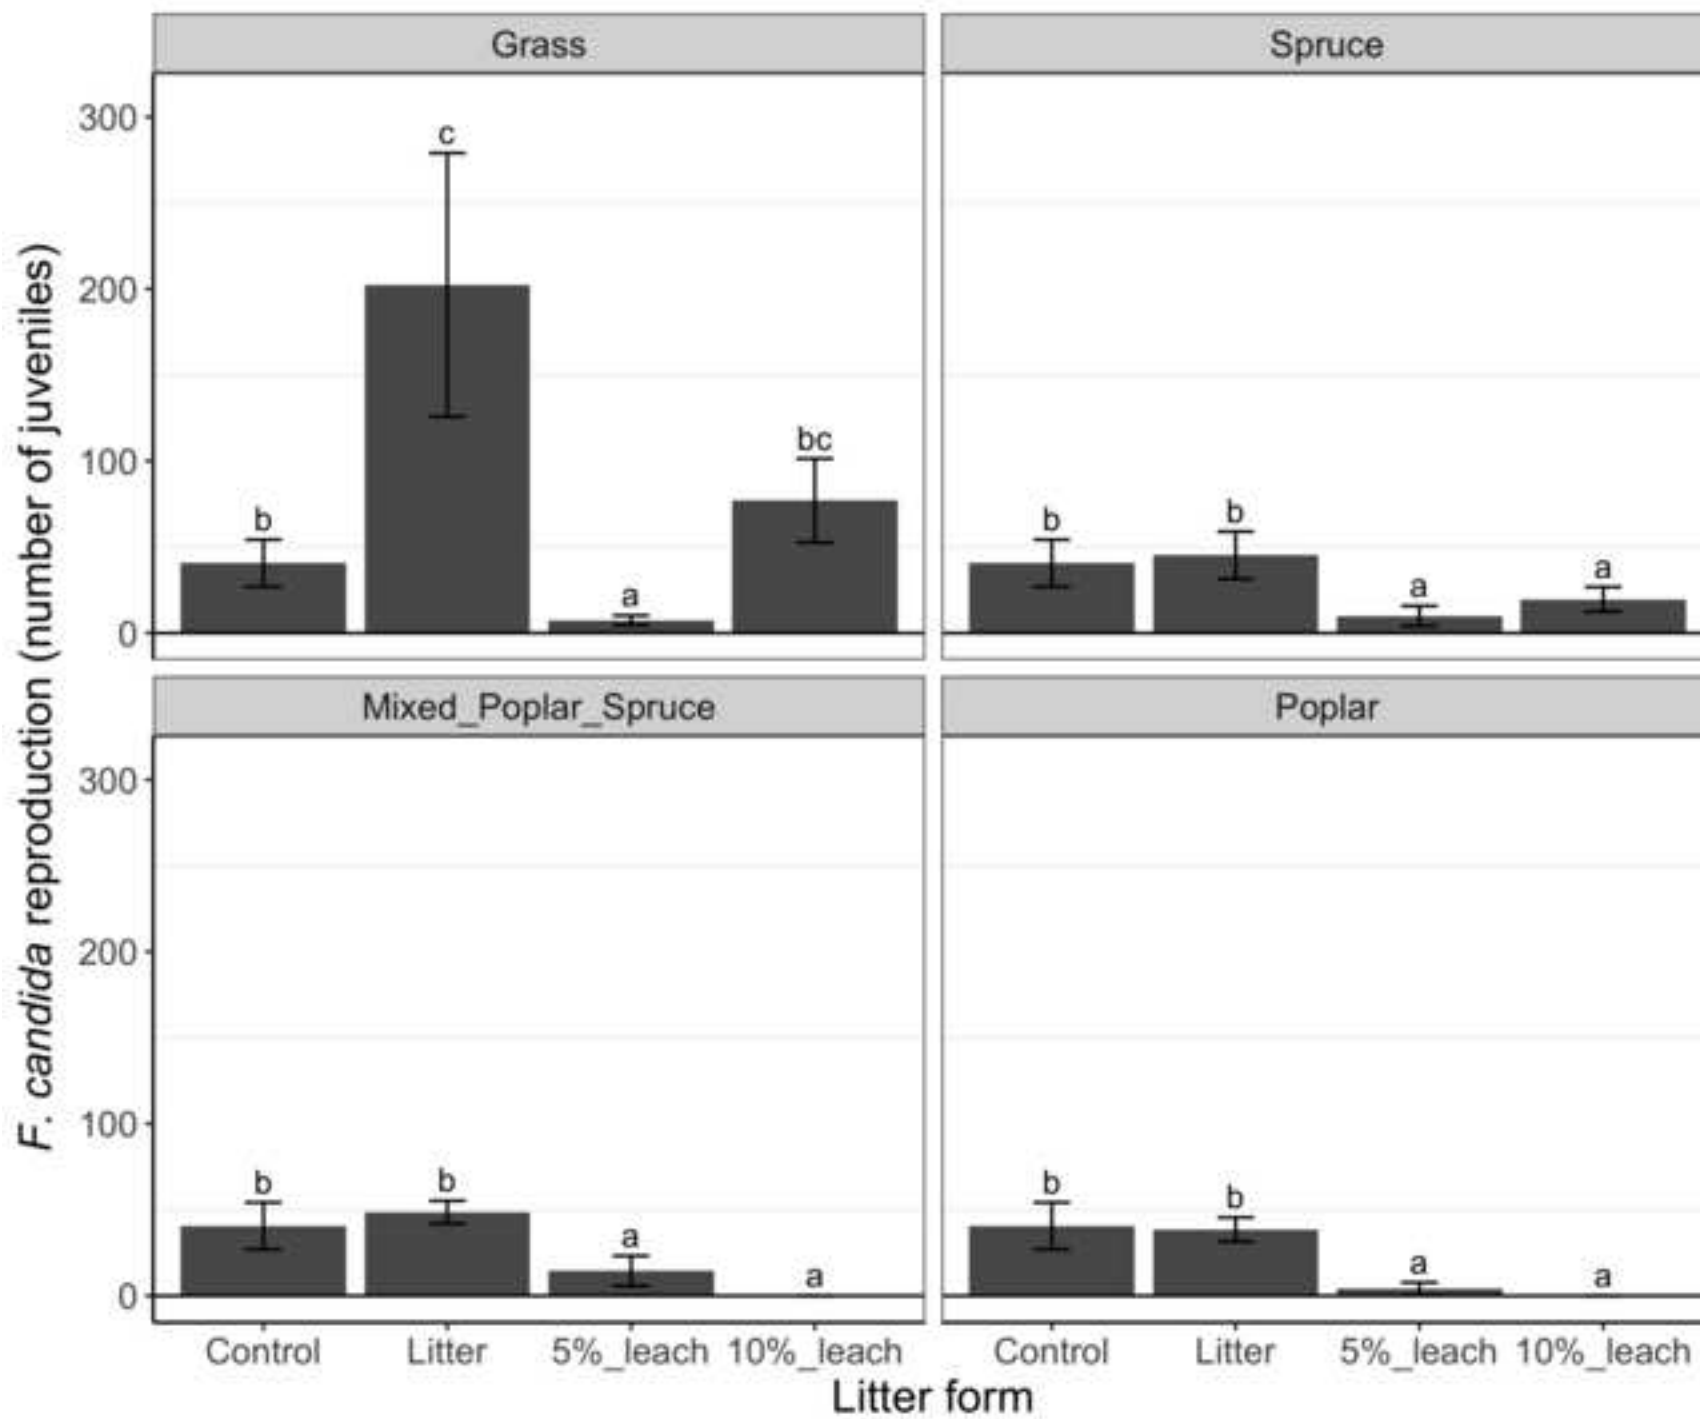 Grass
Spruce
300
200
100
0
b
c
a
bc
b
b
a
a
Mixed_Poplar_Spruce
Poplar
300
200
100
0
b
b
a
a
b
b
a
a
Control
Litter
5%_leach
10%_leach
Control
Litter
5%_leach
10%_leach
Litter form
F. candida reproduction (number of juveniles)